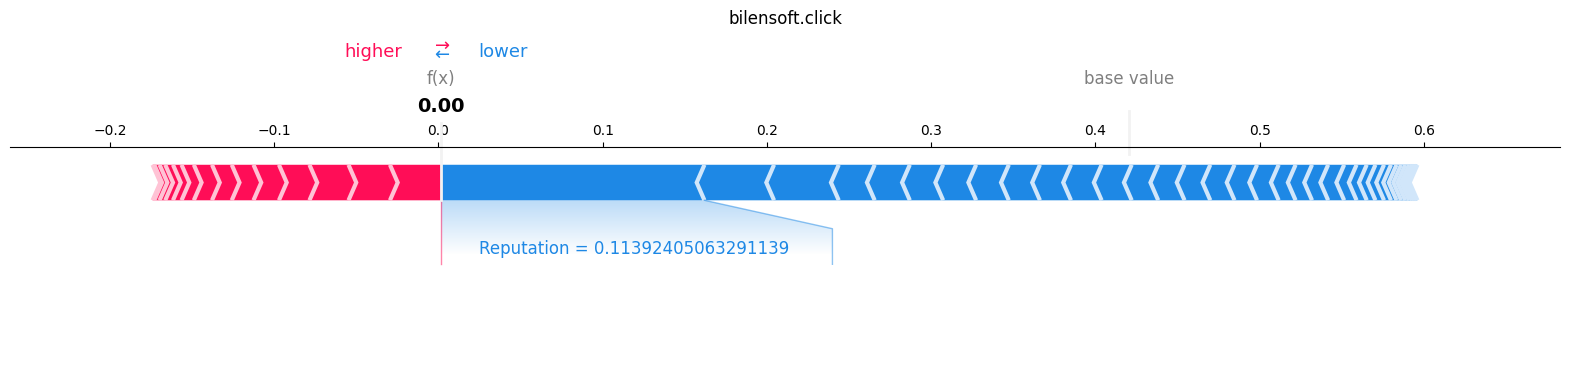 bilensoft.click
higher → ← lower
f(x) base value
0.00
−0.2 −0.1 0.0 0.1 0.2 0.3 0.4 0.5 0.6
Reputation = 0.11392405063291139